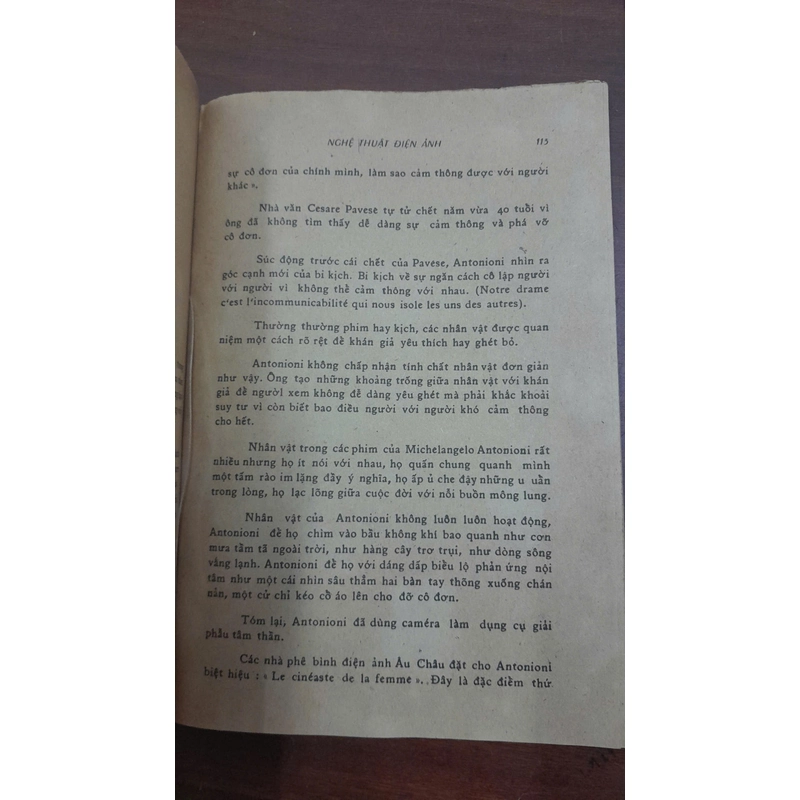 NGHỆ THUẬT ĐIỆN ẢNH 115
sự cô đơn của chính mình, làm sao cảm thông được với người
khác ».
Nhà văn Cesare Pavese tự tử chết năm vừa 40 tuổi vì
ông đã không tìm thấy dễ dàng sự cảm thông và phá vỡ
cô đơn.
Súc động trước cái chết của Pavese, Antonioni nhìn ra
góc cạnh mới của bi kịch. Bi kịch về sự ngăn cách cô lập người
với người vì không thể cảm thông với nhau. (Notre drame
c'est l'incommunicabilité qui nous isole les uns des autres).
Thường thường phim hay kịch, các nhân vật được quan
niệm một cách rõ rệt để khán giả yêu thích hay ghét bỏ.
Antonioni không chấp nhận tính chất nhân vật đơn giản
như vậy. Ông tạo những khoảng trống giữa nhân vật với khán
giả để ngườI xem không dễ dàng yêu ghét mà phải khắc khoải
suy tư vì còn biết bao điều người với người khó cảm thông
cho hết.
Nhân vật trong các phim của Michelangelo Antonioni rất
nhiều nhưng họ ít nói với nhau, họ quấn chung quanh mình
một tấm rào im lặng đầy ý nghĩa, họ ấp ủ che đậy những u uẩn
trong lòng, họ lạc lõng giữa cuộc đời với nỗi buồn mông lung.
Nhân vật của Antonioni không luôn luôn hoạt động,
Antonioni để họ chìm vào bầu không khí bao quanh như cơn
mưa tầm tã ngoài trời, như hàng cây trơ trụi, như dòng sông
vắng lạnh. Antonioni để họ với dáng dấp biểu lộ phản ứng nội
tâm như một cái nhìn sâu thẳm hai bàn tay thõng xuống chán
nản, một cử chỉ kéo cổ áo lên cho đỡ cô đơn.
Tóm lại, Antonioni đã dùng caméra làm dụng cụ giải
phẫu tâm thần.
Các nhà phê bình điện ảnh Âu Châu đặt cho Antonioni
biệt hiệu : « Le cinéaste de la femme ». Đây là đặc điểm thứ